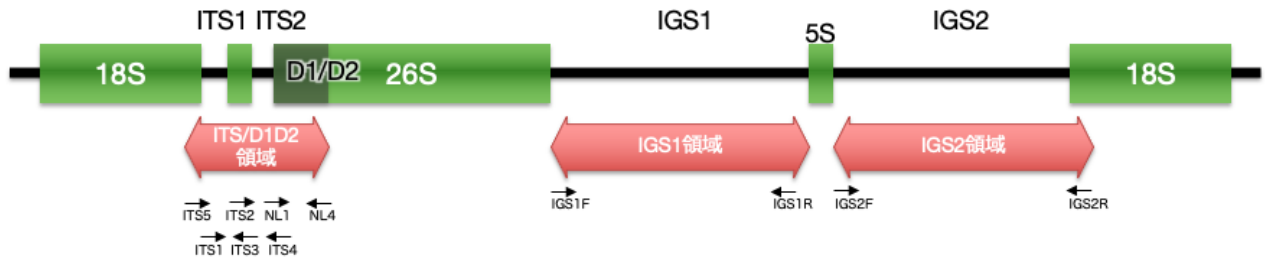 ITS1 ITS2 IGS1 5S IGS2
18S D1/D2 26S 18S
ITS/D1D2
領域
IGS1領域
IGS2領域
ITS5 ITS2 NL1 NL4 IGS1F IGS1R IGS2F IGS2R
ITS1 ITS3 ITS4